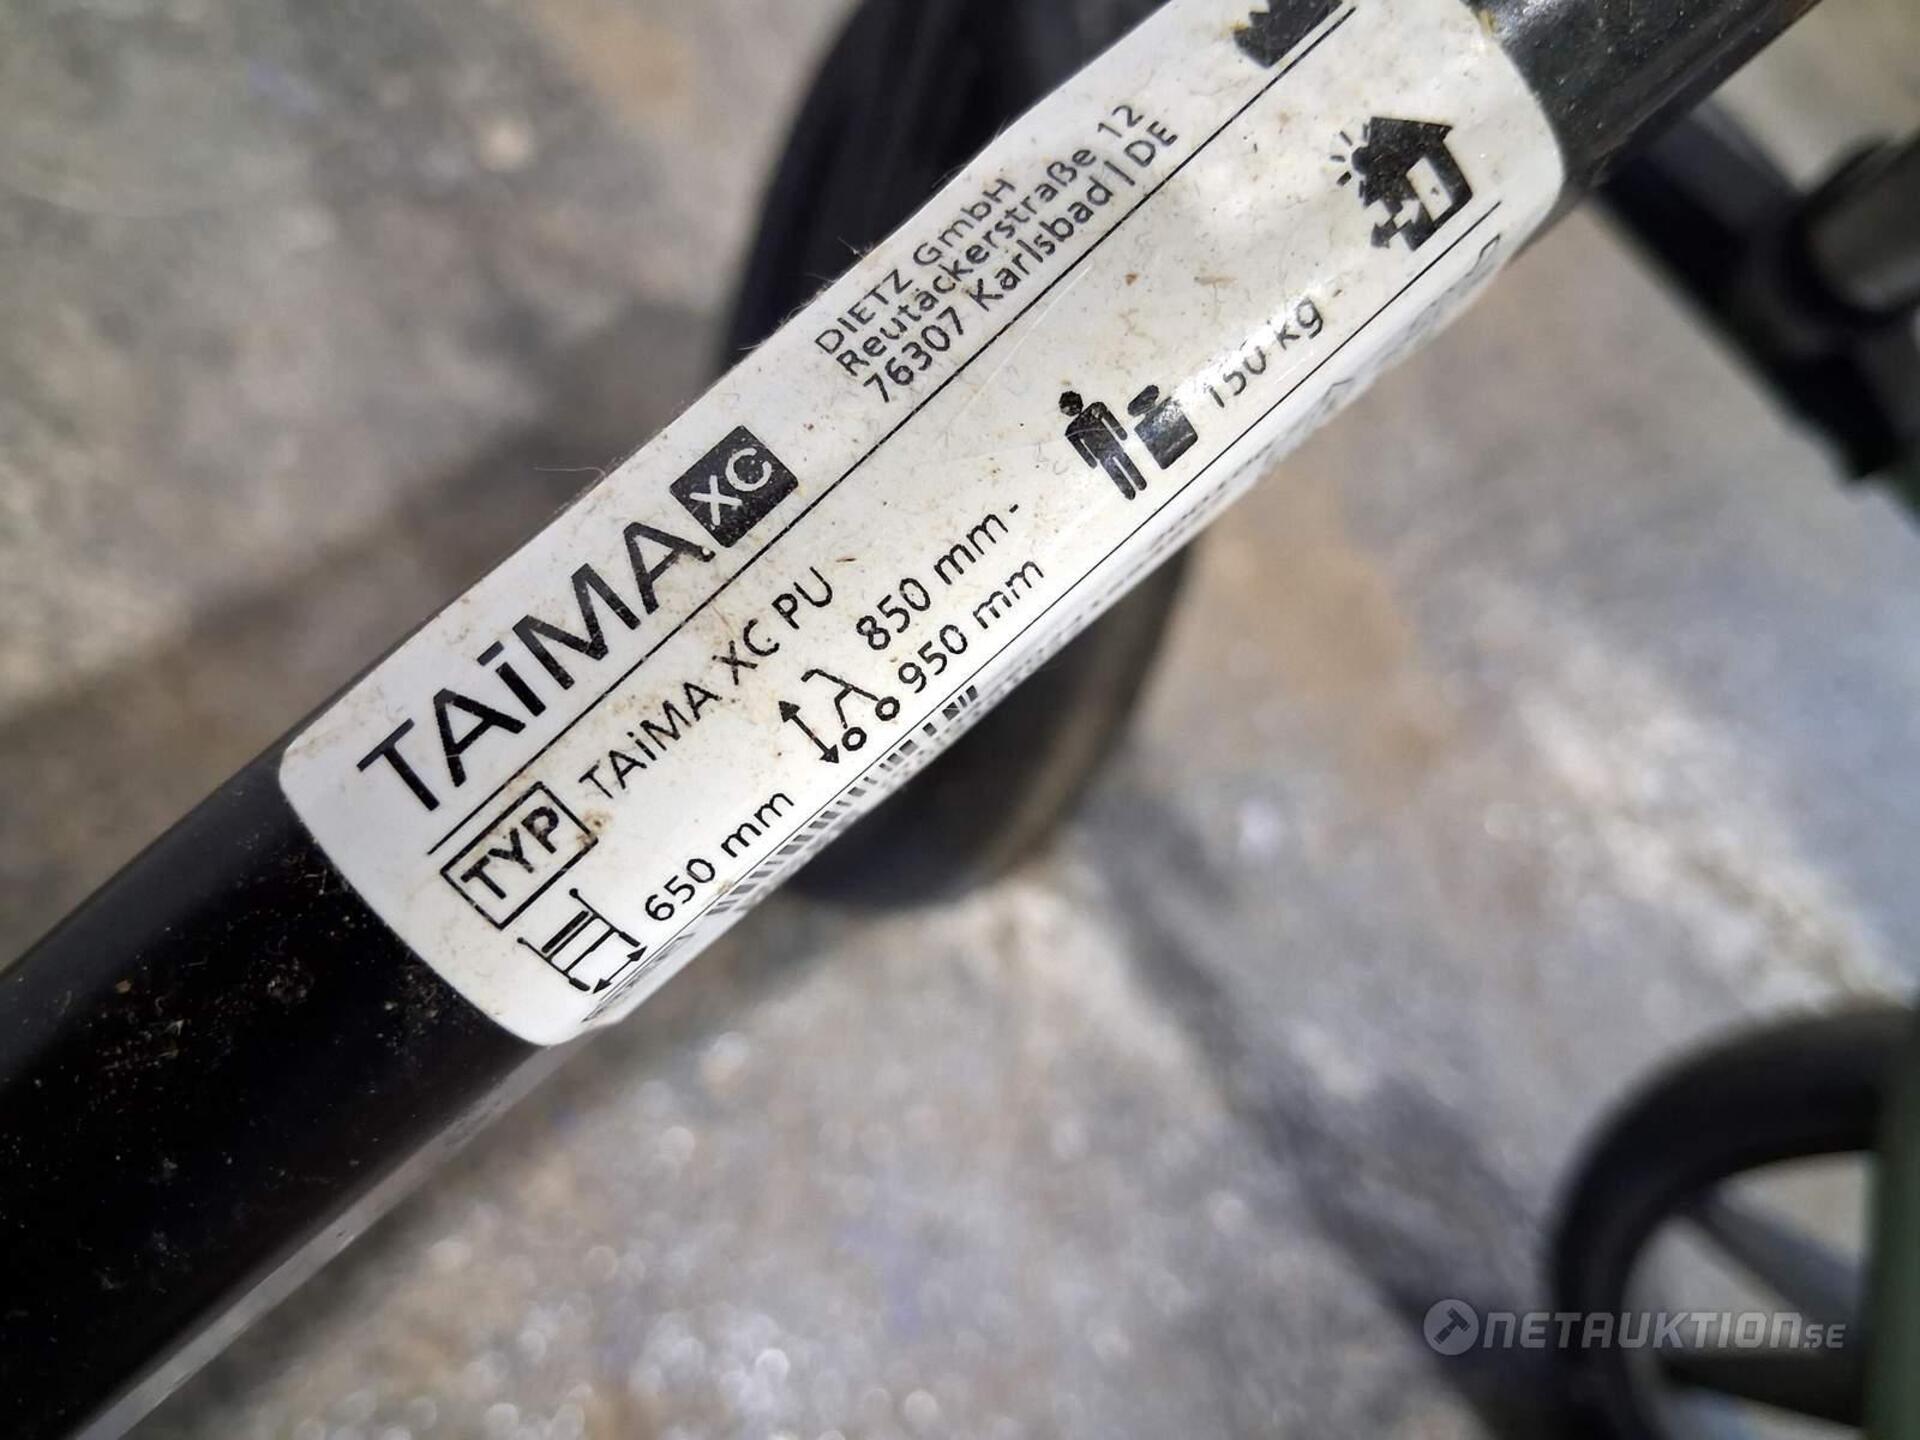 TAiMA XC
DIETZ GmbH
Reutäckerstraße 12
76307 Karlsbad | DE
TYP TAiMA XC PU
650 mm
850 mm-
950 mm
150 kg
NETAUKTION.SE